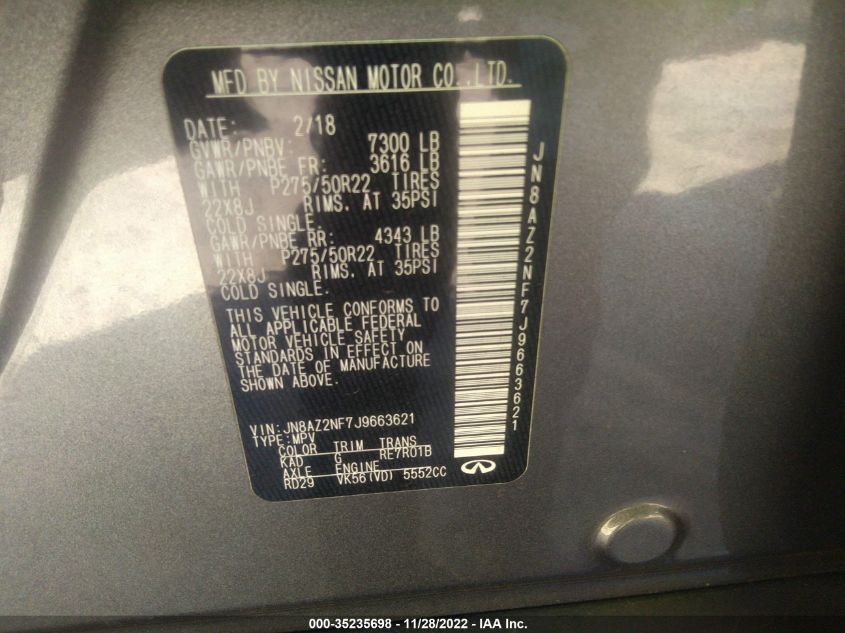 MFD BY NISSAN MOTOR CO.,LTD.
DATE: 2/18
GVWR/PNBV: 7300 LB
GAWR/PNBE FR: 3616 LB
WITH P275/50R22 TIRES
22X8J RIMS. AT 35PSI
COLD SINGLE.
GAWR/PNBE RR: 4343 LB
WITH P275/50R22 TIRES
22X8J RIMS. AT 35PSI
COLD SINGLE.
THIS VEHICLE CONFORMS TO
ALL APPLICABLE FEDERAL
MOTOR VEHICLE SAFETY
STANDARDS IN EFFECT ON
THE DATE OF MANUFACTURE
SHOWN ABOVE.
VIN:JN8AZ2NF7J9663621
TYPE:MPV
COLOR TRIM TRANS
KAD G RE7R01B
AXLE ENGINE
RD29 VK56(VD) 5552CC
JN8AZ2NF7J9663621
000-35235698 - 11/28/2022 - IAA Inc.